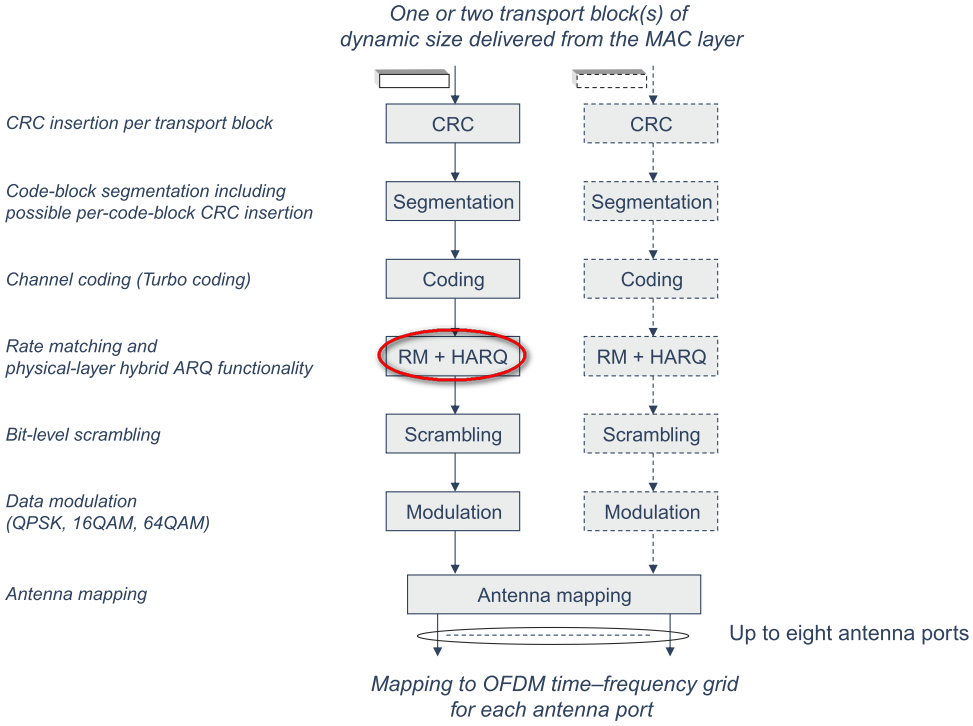 One or two transport block(s) of
dynamic size delivered from the MAC layer
CRC insertion per transport block
CRC
CRC
Code-block segmentation including
possible per-code-block CRC insertion
Segmentation
Segmentation
Channel coding (Turbo coding)
Coding
Coding
Rate matching and
physical-layer hybrid ARQ functionality
RM + HARQ
RM + HARQ
Bit-level scrambling
Scrambling
Scrambling
Data modulation
(QPSK, 16QAM, 64QAM)
Modulation
Modulation
Antenna mapping
Antenna mapping
Up to eight antenna ports
Mapping to OFDM time–frequency grid
for each antenna port